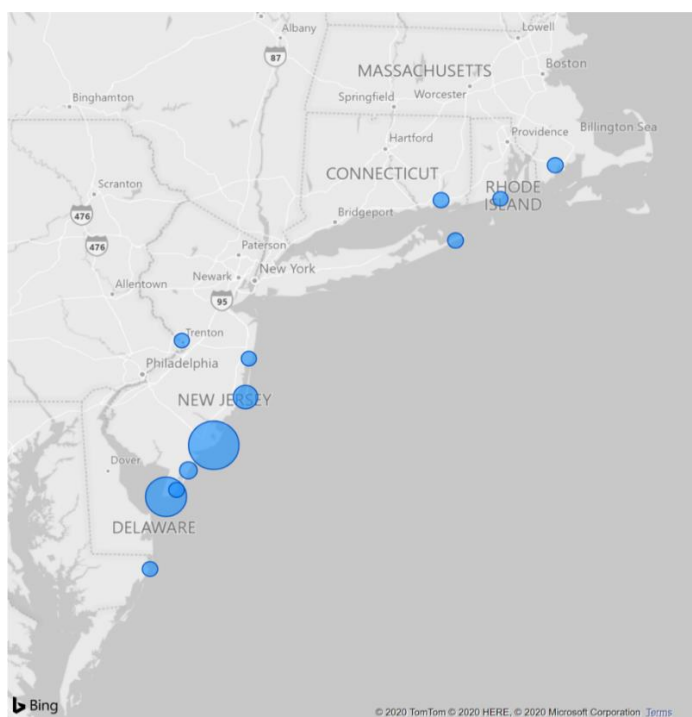 Albany
Lowell
87
MASSACHUSETTS
Boston
Springfield
Worcester
Binghamton
Hartford
Providence
Billington Sea
CONNECTICUT
Scranton
RHODE
ISLAND
476
Bridgeport
476
Paterson
Newark
New York
Allentown
95
Trenton
Philadelphia
NEW JERSEY
Dover
DELAWARE
Bing
© 2020 TomTom © 2020 HERE, © 2020 Microsoft Corporation Terms